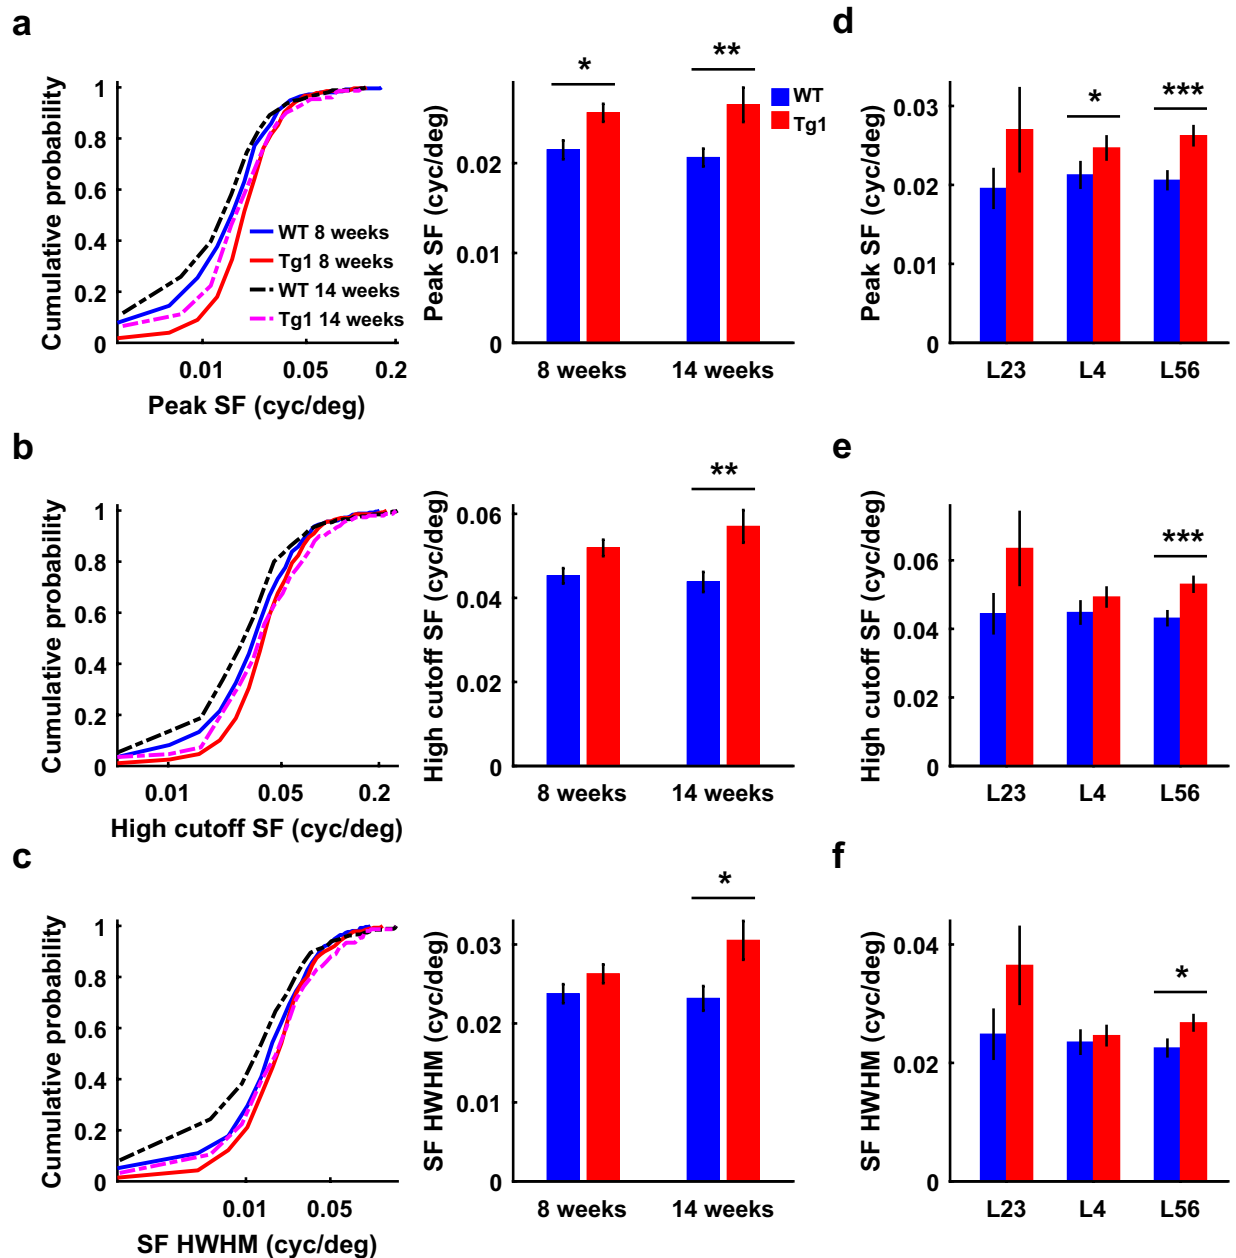 a
Cumulative probability
1
0.8
0.6
0.4
0.2
0
0.01
0.05
0.2
Peak SF (cyc/deg)
WT 8 weeks
Tg1 8 weeks
WT 14 weeks
Tg1 14 weeks
Peak SF (cyc/deg)
0.02
0.01
0
*
**
WT
Tg1
8 weeks
14 weeks
d
Peak SF (cyc/deg)
0.03
0.02
0.01
0
*
***
L23
L4
L56
b
Cumulative probability
1
0.8
0.6
0.4
0.2
0
0.01
0.05
0.2
High cutoff SF (cyc/deg)
High cutoff SF (cyc/deg)
0.06
0.04
0.02
0
**
8 weeks
14 weeks
e
High cutoff SF (cyc/deg)
0.06
0.04
0.02
0
***
L23
L4
L56
c
Cumulative probability
1
0.8
0.6
0.4
0.2
0
0.01
0.05
SF HWHM (cyc/deg)
SF HWHM (cyc/deg)
0.03
0.02
0.01
0
*
8 weeks
14 weeks
f
SF HWHM (cyc/deg)
0.04
0.02
0
*
L23
L4
L56